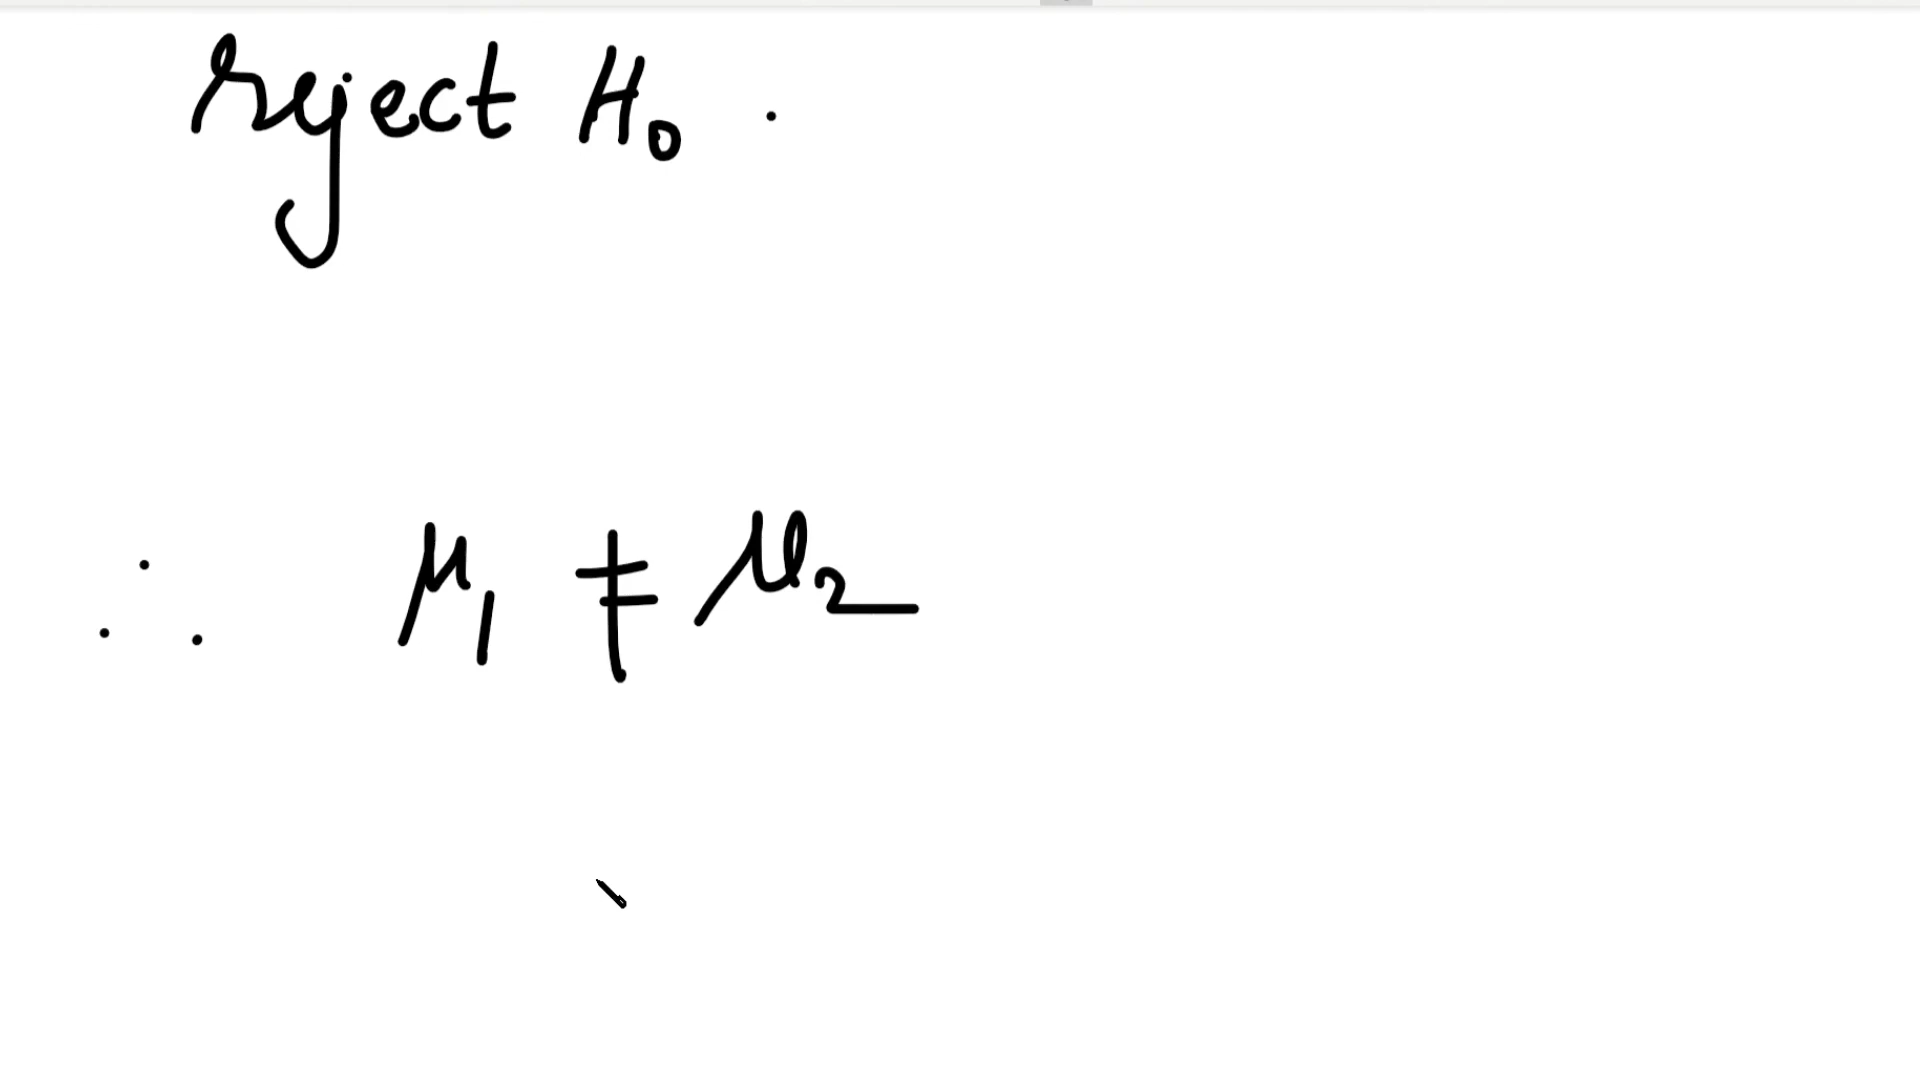 reject H₀ .
∴ μ₁ ≠ μ₂